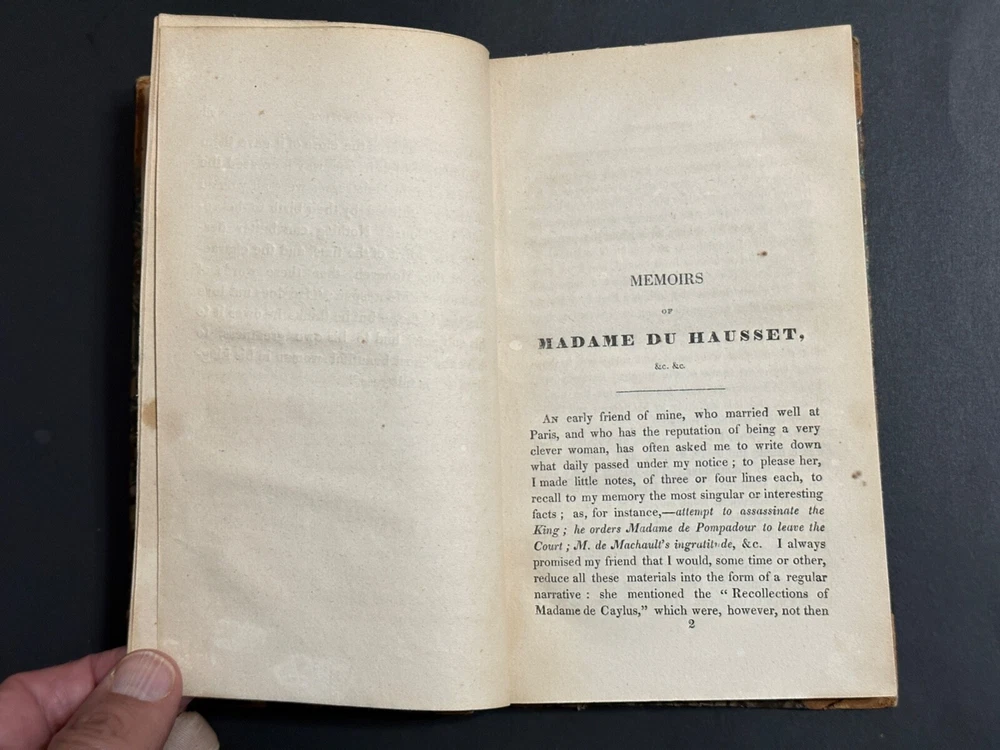 MEMOIRS
OF
MADAME DU HAUSSET,
&c. &c.
AN early friend of mine, who married well at
Paris, and who has the reputation of being a very
clever woman, has often asked me to write down
what daily passed under my notice ; to please her,
I made little notes, of three or four lines each, to
recall to my memory the most singular or interesting
facts ; as, for instance,—attempt to assassinate the
King ; he orders Madame de Pompadour to leave the
Court ; M. de Machault's ingratitude, &c. I always
promised my friend that I would, some time or other,
reduce all these materials into the form of a regular
narrative : she mentioned the “ Recollections of
Madame de Caylus,” which were, however, not then
2